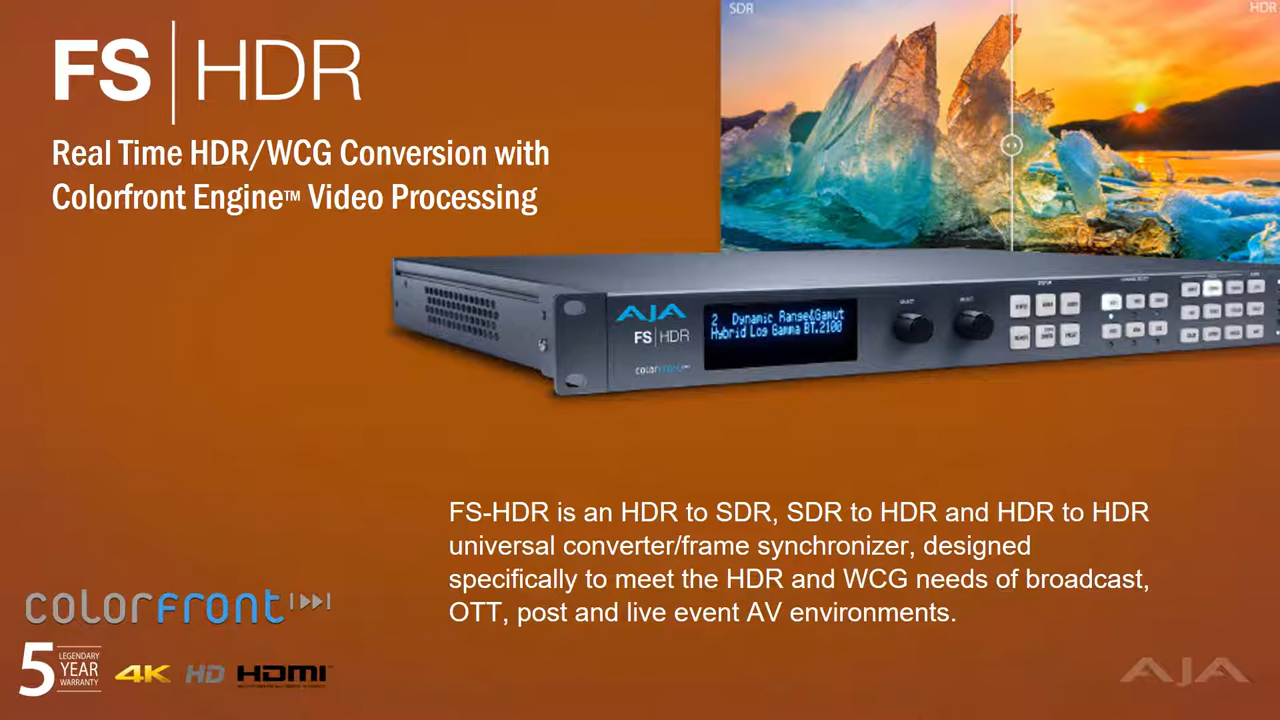 FS|HDR
SDR
HDR
Real Time HDR/WCG Conversion with
Colorfront Engine™ Video Processing
AJA
FS|HDR
colorfront
2 Dynamic Range&Gamut
Hybrid Log Gamma BT.2100
SELECT
SELECT
FS-HDR is an HDR to SDR, SDR to HDR and HDR to HDR
universal converter/frame synchronizer, designed
specifically to meet the HDR and WCG needs of broadcast,
OTT, post and live event AV environments.
colorfront
5 LEGENDARY
YEAR
WARRANTY
4K HD HDMI
AJA